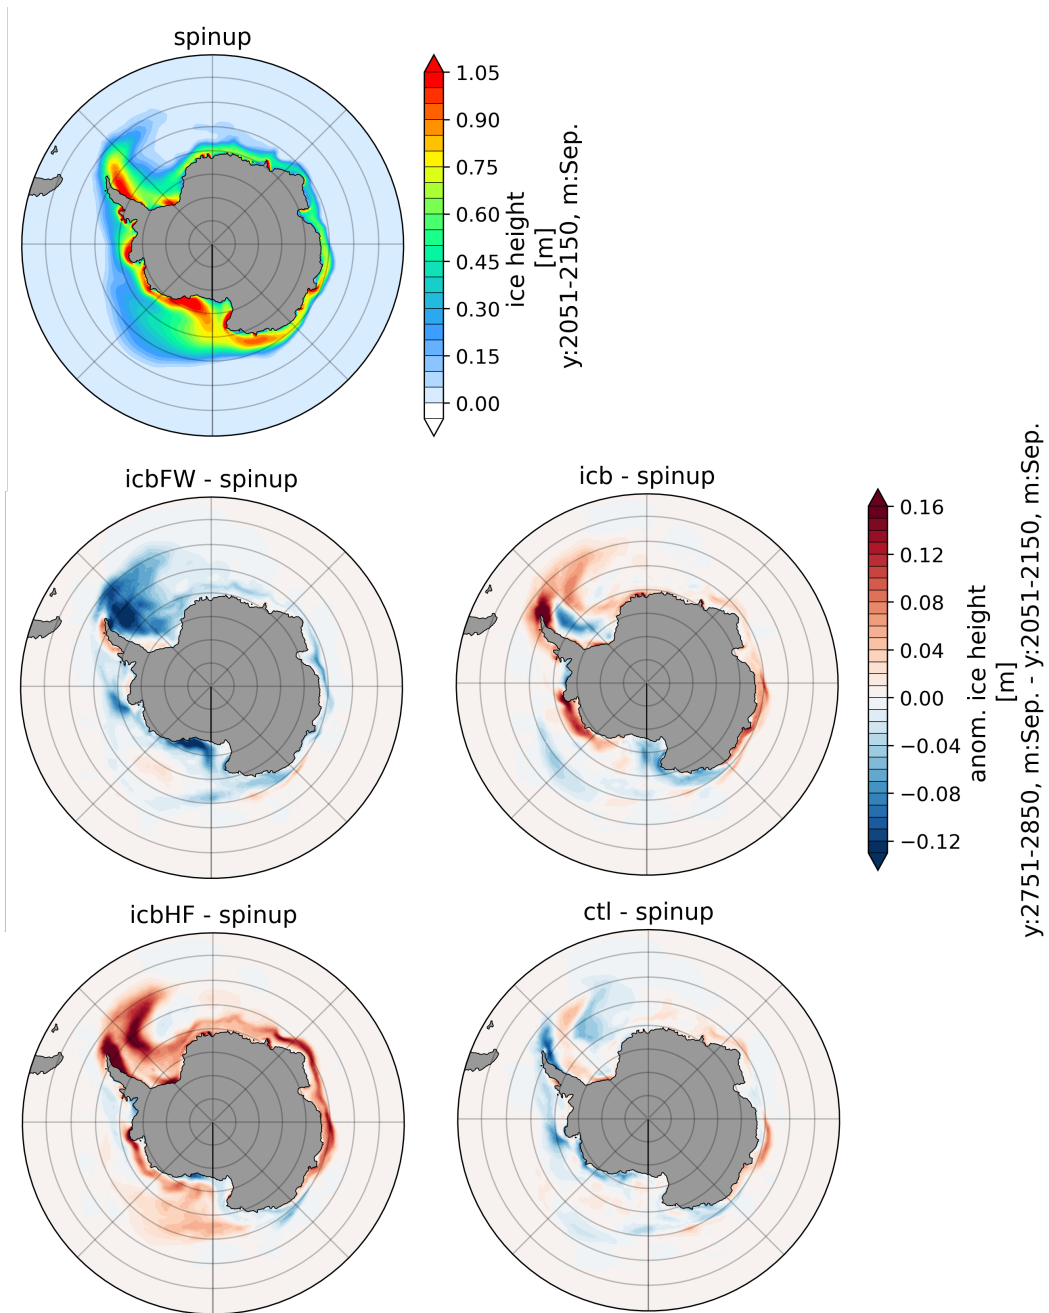 spinup
1.05
0.90
0.75
0.60
0.45
0.30
0.15
0.00
ice height
[m]
y:2051-2150, m:Sep.
icbFW - spinup
icb - spinup
0.16
0.12
0.08
0.04
0.00
−0.04
−0.08
−0.12
anom. ice height
[m]
y:2751-2850, m:Sep. - y:2051-2150, m:Sep.
icbHF - spinup
ctl - spinup